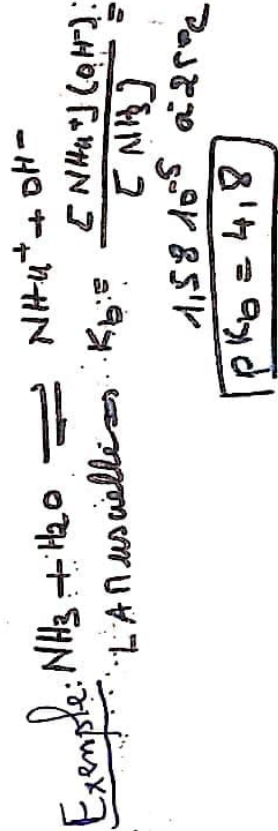 Exemple: NH3 + H2O ⇌ NH4+ + OH-
Kb = [NH4+] [OH-] / [NH3] =
1,58 10-5 à 25°C
pKb = 4,8